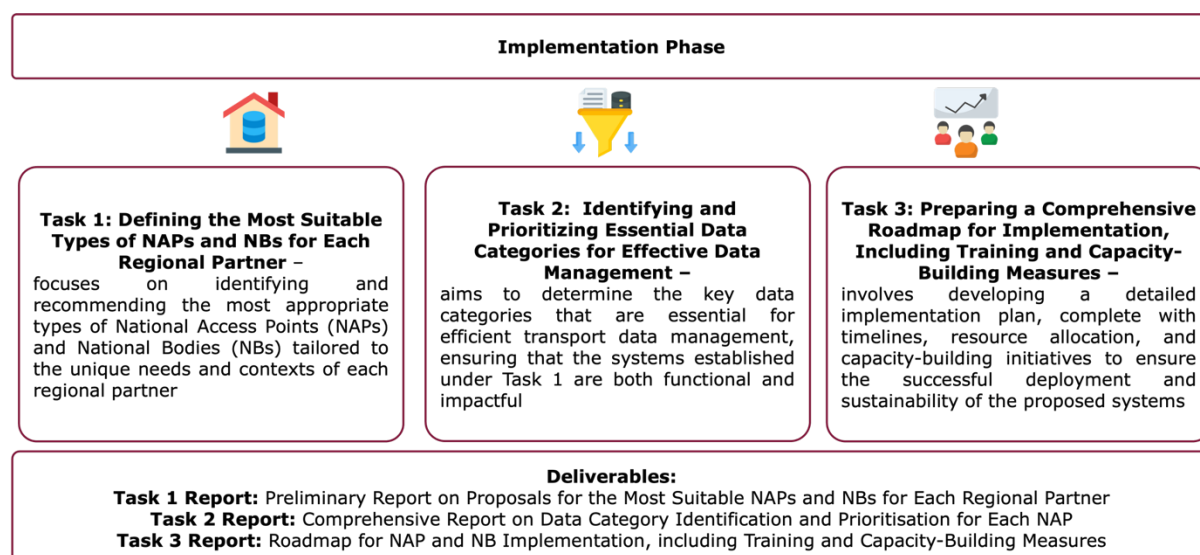 Implementation Phase
Task 1: Defining the Most Suitable
Types of NAPs and NBs for Each
Regional Partner –
focuses on identifying and
recommending the most appropriate
types of National Access Points (NAPs)
and National Bodies (NBs) tailored to
the unique needs and contexts of each
regional partner
Task 2: Identifying and
Prioritizing Essential Data
Categories for Effective Data
Management –
aims to determine the key data
categories that are essential for
efficient transport data management,
ensuring that the systems established
under Task 1 are both functional and
impactful
Task 3: Preparing a Comprehensive
Roadmap for Implementation,
Including Training and Capacity-
Building Measures –
involves developing a detailed
implementation plan, complete with
timelines, resource allocation, and
capacity-building initiatives to ensure
the successful deployment and
sustainability of the proposed systems
Deliverables:
Task 1 Report: Preliminary Report on Proposals for the Most Suitable NAPs and NBs for Each Regional Partner
Task 2 Report: Comprehensive Report on Data Category Identification and Prioritisation for Each NAP
Task 3 Report: Roadmap for NAP and NB Implementation, including Training and Capacity-Building Measures